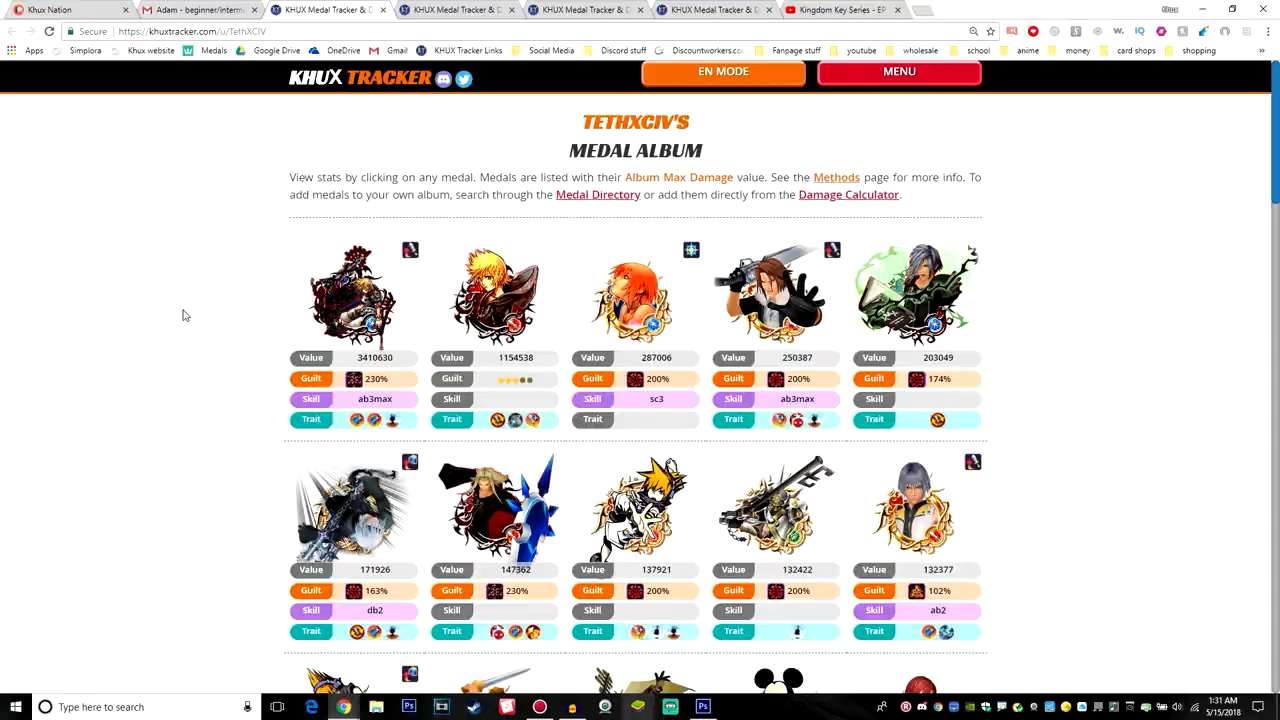 Khux Nation
Adam - beginner/interm
KHUX Medal Tracker & D
KHUX Medal Tracker & D
KHUX Medal Tracker & D
KHUX Medal Tracker & D
Kingdom Key Series - EP
Secure
https://khuxtracker.com/u/TethXCIV
Apps
Simplora
Khux website
Medals
Google Drive
OneDrive
Gmail
KHUX Tracker Links
Social Media
Discord stuff
Discountworkers.co
Fanpage stuff
youtube
wholesale
school
anime
money
card shops
shopping
KHUX TRACKER
EN MODE
MENU
TETHXCIV'S
MEDAL ALBUM
View stats by clicking on any medal. Medals are listed with their Album Max Damage value. See the Methods page for more info. To
add medals to your own album, search through the Medal Directory or add them directly from the Damage Calculator.
Value 3410630 Value 1154538 Value 287006 Value 250387 Value 203049
Guilt 230% Guilt Guilt 200% Guilt 200% Guilt 174%
Skill ab3max Skill Skill sc3 Skill ab3max Skill
Trait Trait Trait Trait Trait
Value 171926 Value 147362 Value 137921 Value 132422 Value 132377
Guilt 163% Guilt 230% Guilt 200% Guilt 200% Guilt 102%
Skill db2 Skill Skill Skill Skill ab2
Trait Trait Trait Trait Trait
Type here to search
1:31 AM
5/15/2018